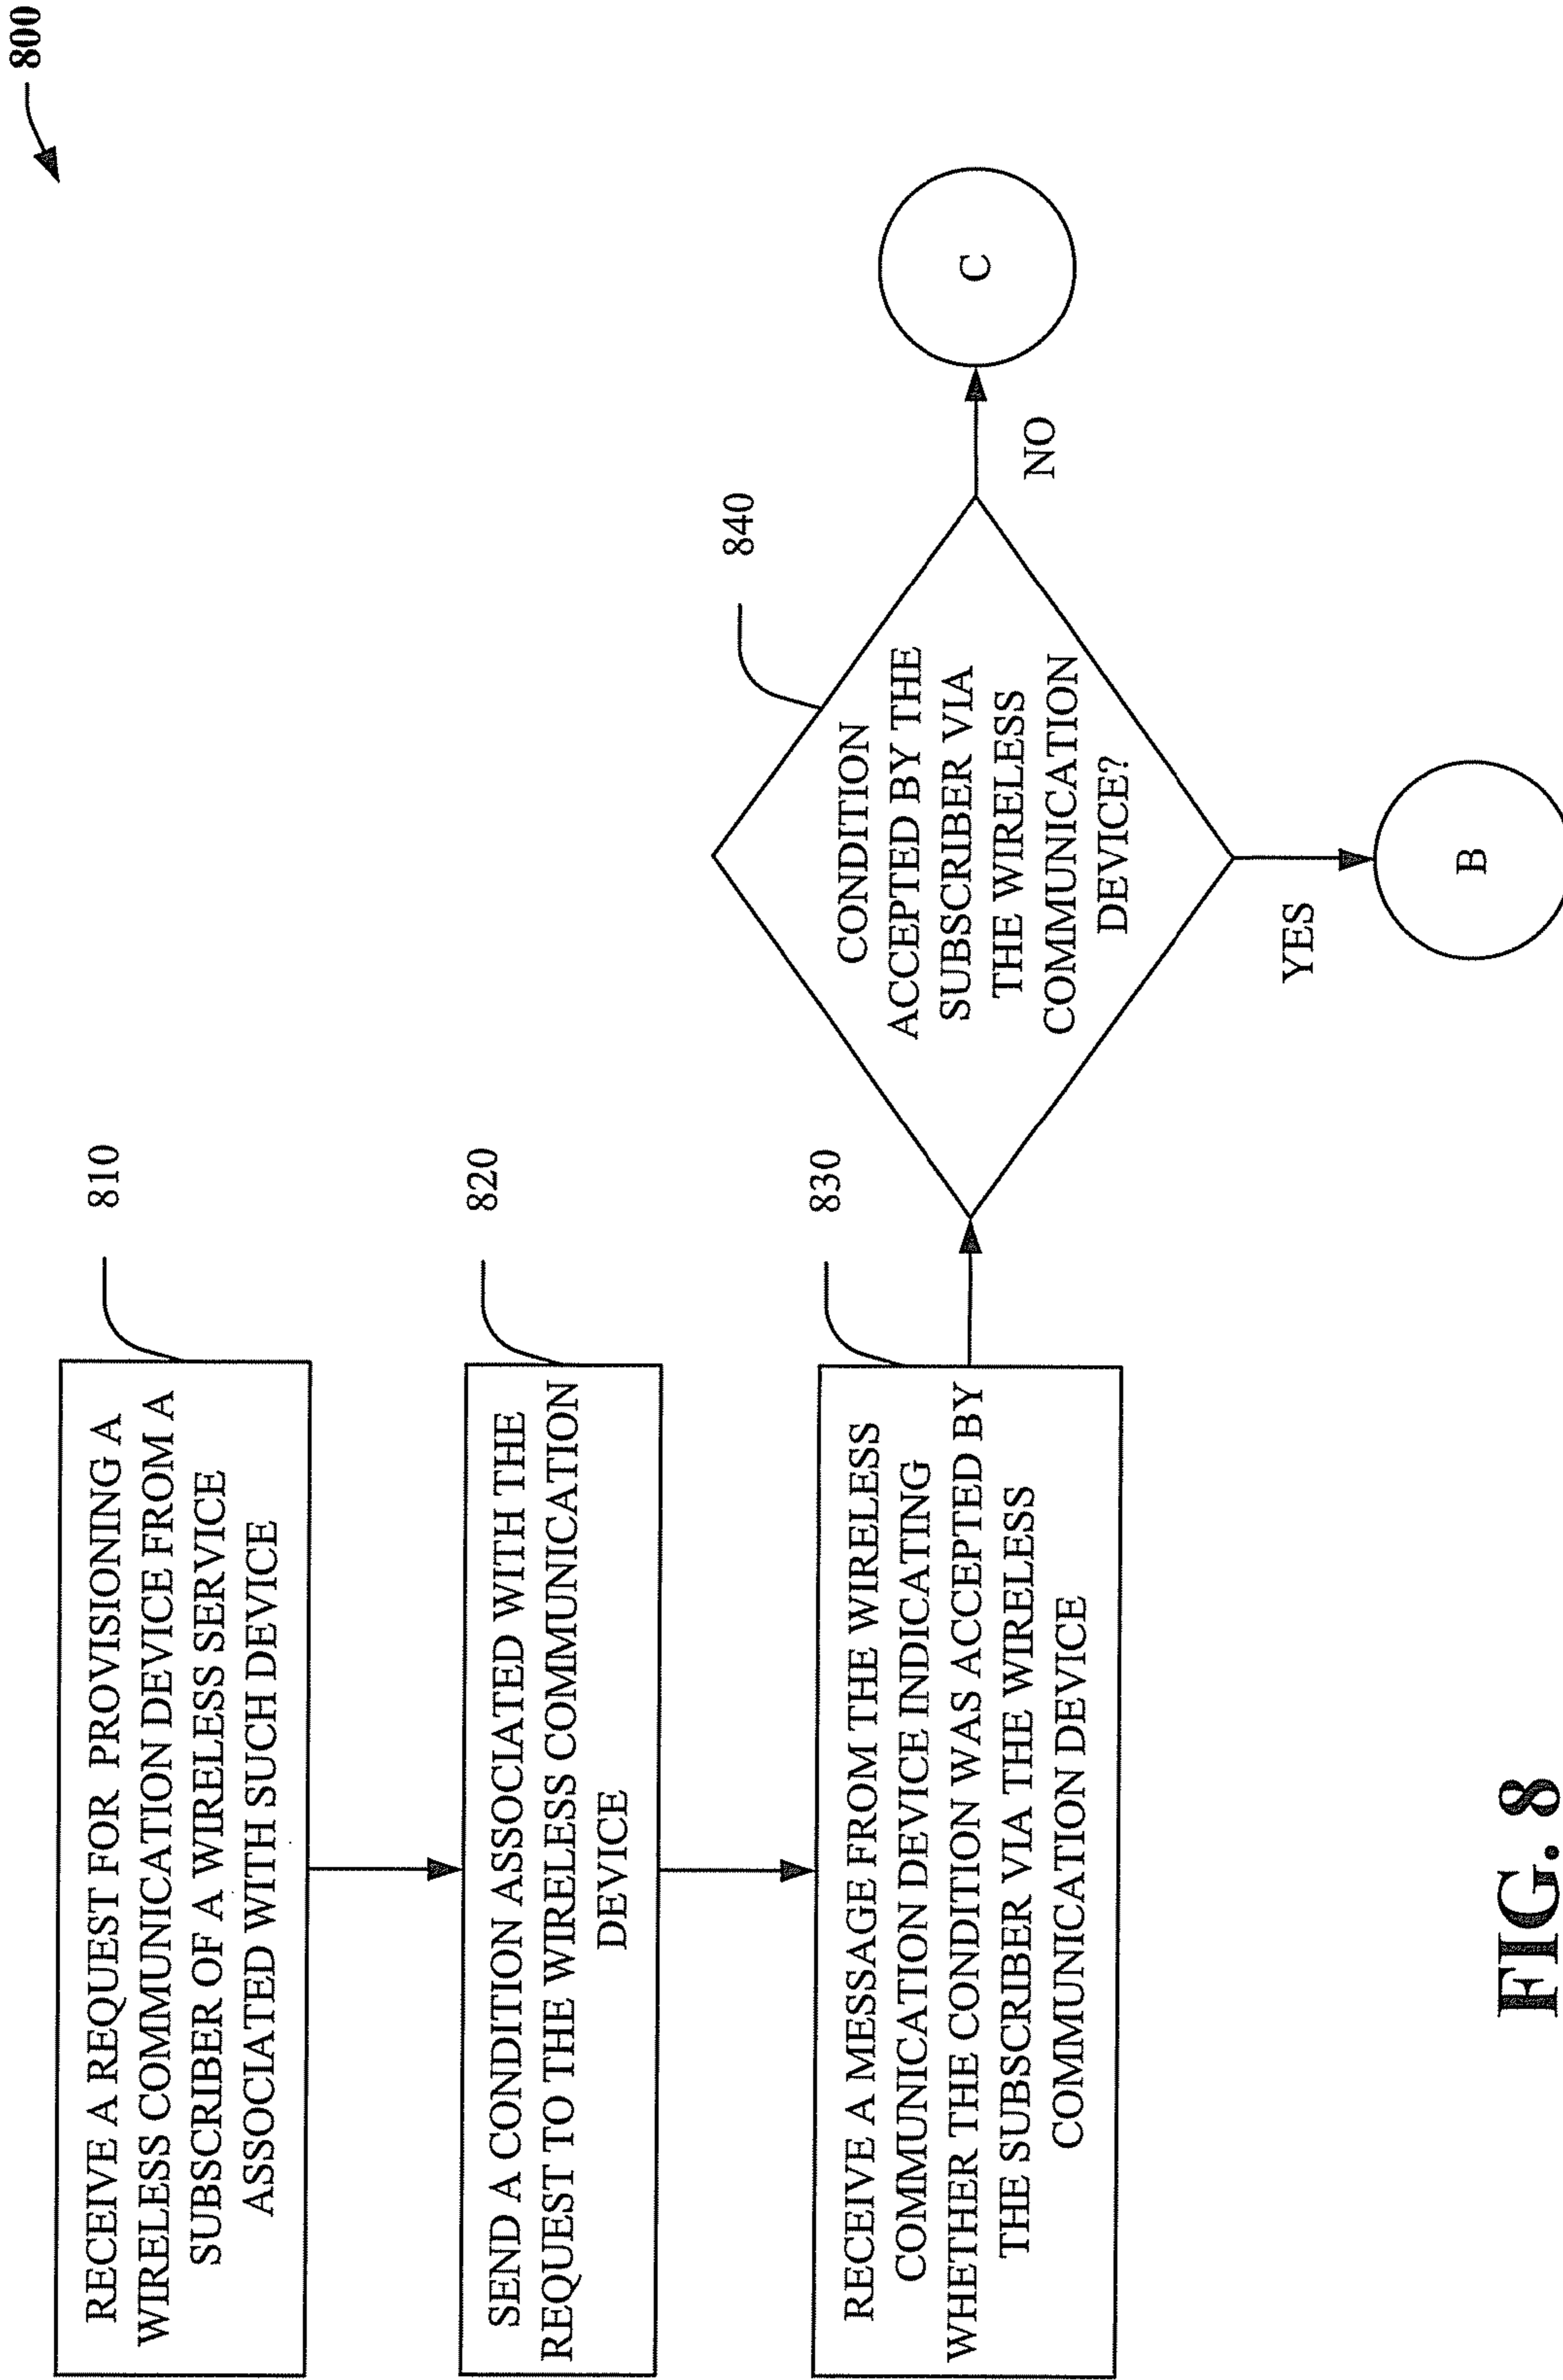 800
RECEIVE A REQUEST FOR PROVISIONING A
WIRELESS COMMUNICATION DEVICE FROM A
SUBSCRIBER OF A WIRELESS SERVICE
ASSOCIATED WITH SUCH DEVICE
810
SEND A CONDITION ASSOCIATED WITH THE
REQUEST TO THE WIRELESS COMMUNICATION
DEVICE
820
RECEIVE A MESSAGE FROM THE WIRELESS
COMMUNICATION DEVICE INDICATING
WHETHER THE CONDITION WAS ACCEPTED BY
THE SUBSCRIBER VIA THE WIRELESS
COMMUNICATION DEVICE
830
CONDITION
ACCEPTED BY THE
SUBSCRIBER VIA
THE WIRELESS
COMMUNICATION
DEVICE?
840
NO
C
YES
B
FIG. 8